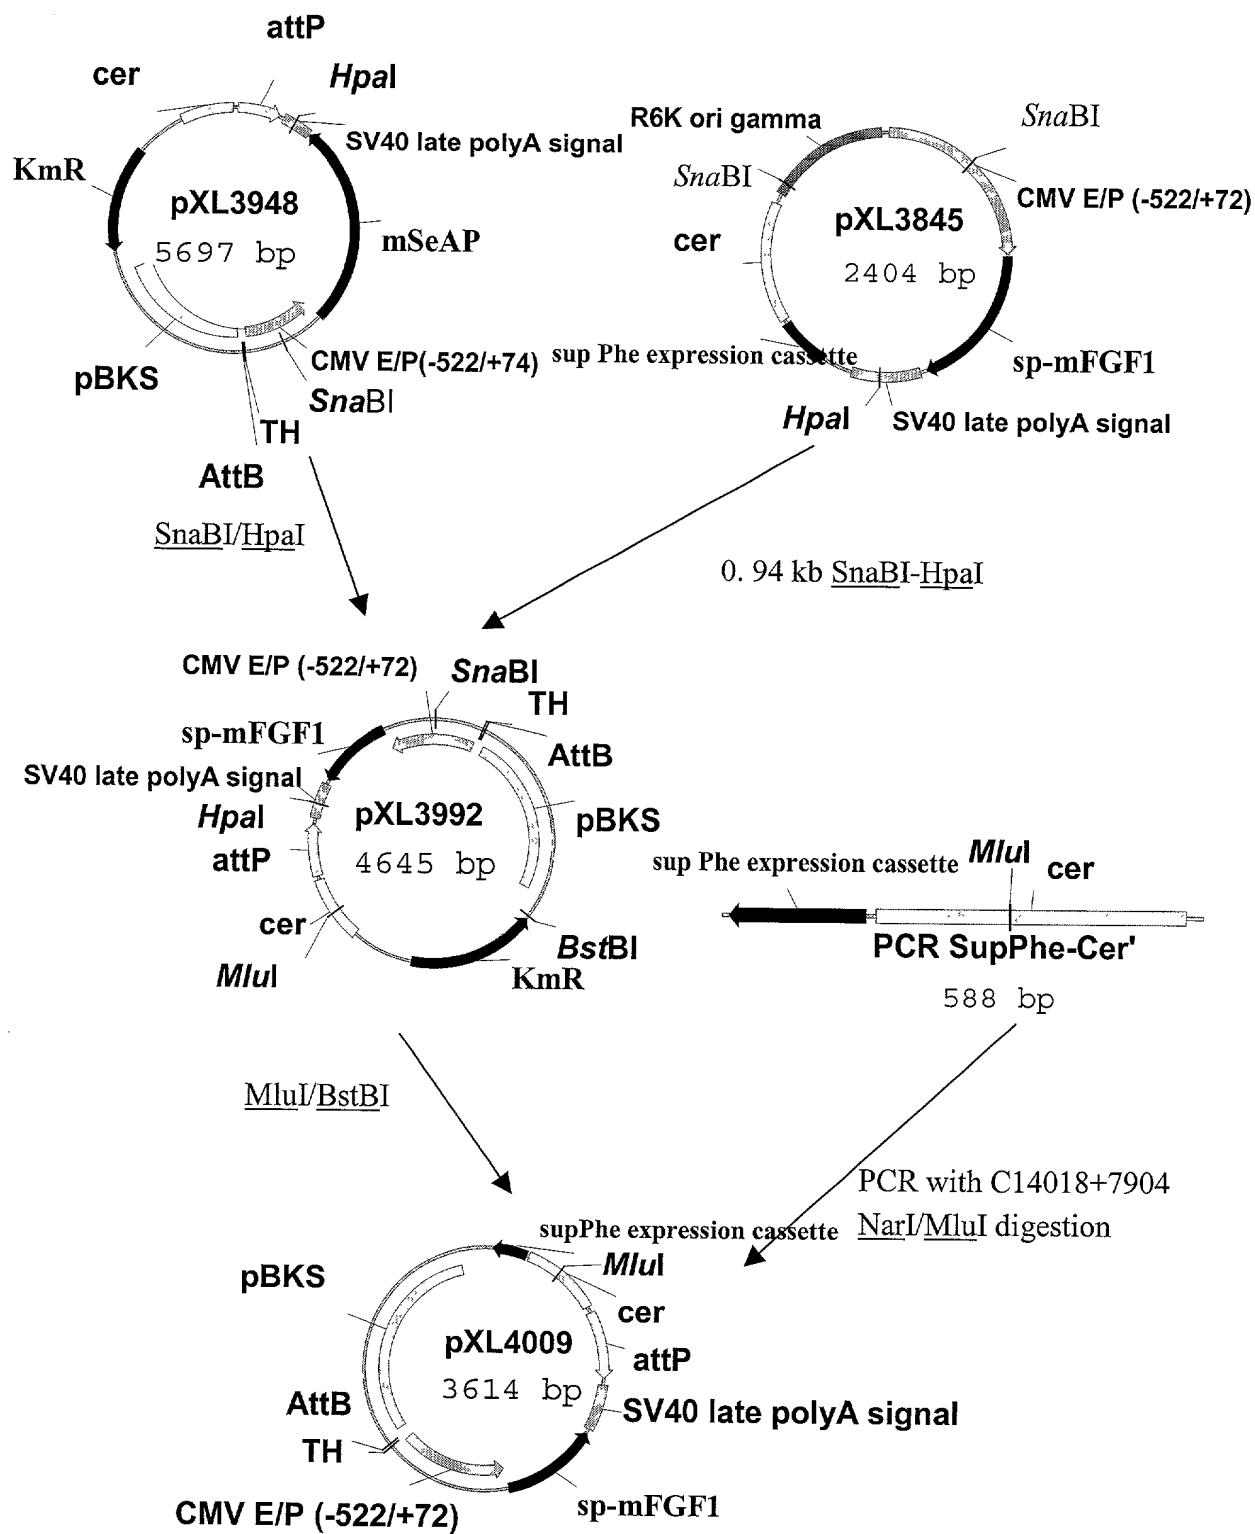 attP
cer
HpaI
SV40 late polyA signal
KmR
pXL3948
5697 bp
mSeAP
pBKS
CMV E/P(-522/+74)
SnaBI
TH
AttB
R6K ori gamma
SnaBI
SnaBI
CMV E/P (-522/+72)
pXL3845
2404 bp
cer
sup Phe expression cassette
sp-mFGF1
HpaI
SV40 late polyA signal
SnaBI/HpaI
0. 94 kb SnaBI-HpaI
CMV E/P (-522/+72)
SnaBI
TH
sp-mFGF1
AttB
SV40 late polyA signal
HpaI
pXL3992
4645 bp
pBKS
attP
cer
MluI
BstBI
KmR
sup Phe expression cassette
MluI
cer
PCR SupPhe-Cer'
588 bp
MluI/BstBI
PCR with C14018+7904
NarI/MluI digestion
supPhe expression cassette
MluI
pBKS
cer
pXL4009
3614 bp
attP
AttB
SV40 late polyA signal
TH
sp-mFGF1
CMV E/P (-522/+72)